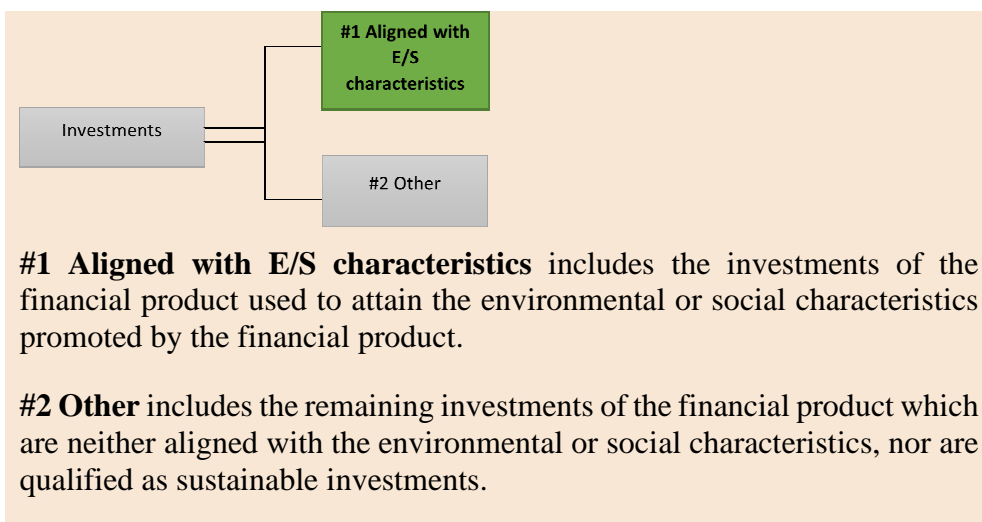 #1 Aligned with
E/S
characteristics
Investments
#2 Other
#1 Aligned with E/S characteristics includes the investments of the
financial product used to attain the environmental or social characteristics
promoted by the financial product.
#2 Other includes the remaining investments of the financial product which
are neither aligned with the environmental or social characteristics, nor are
qualified as sustainable investments.